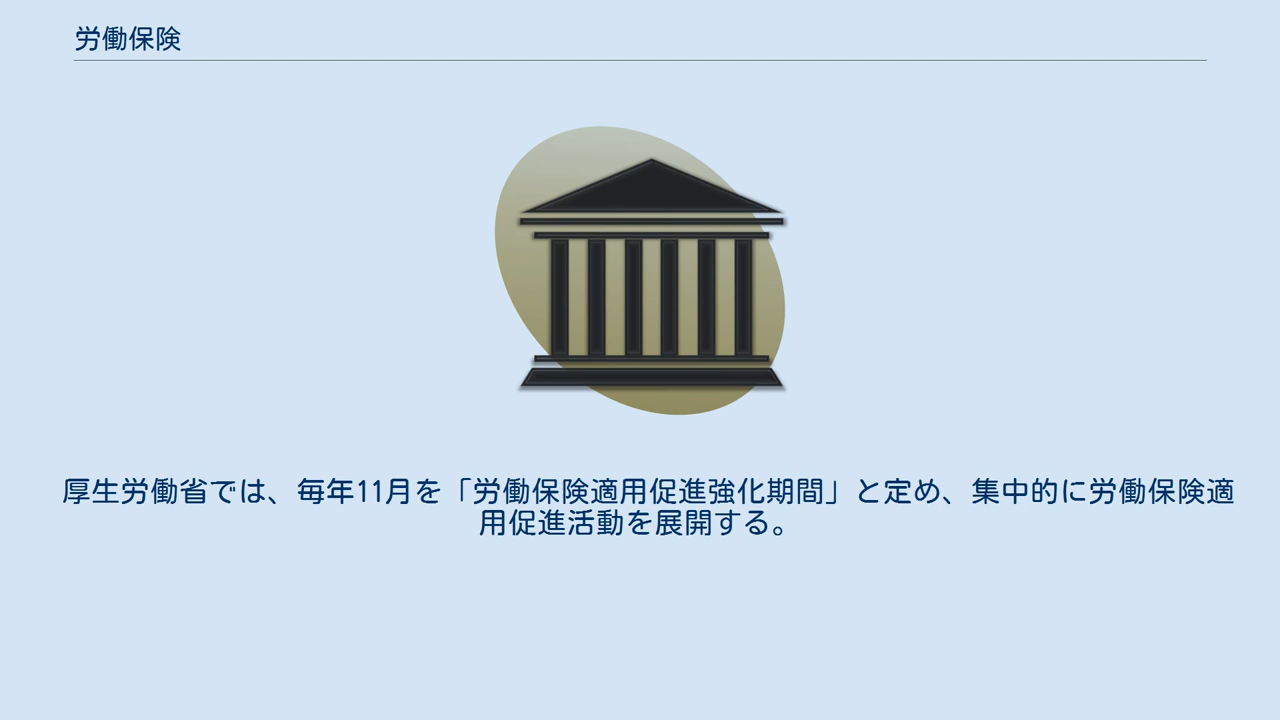 労働保険
厚生労働省では、毎年11月を「労働保険適用促進強化期間」と定め、集中的に労働保険適
用促進活動を展開する。